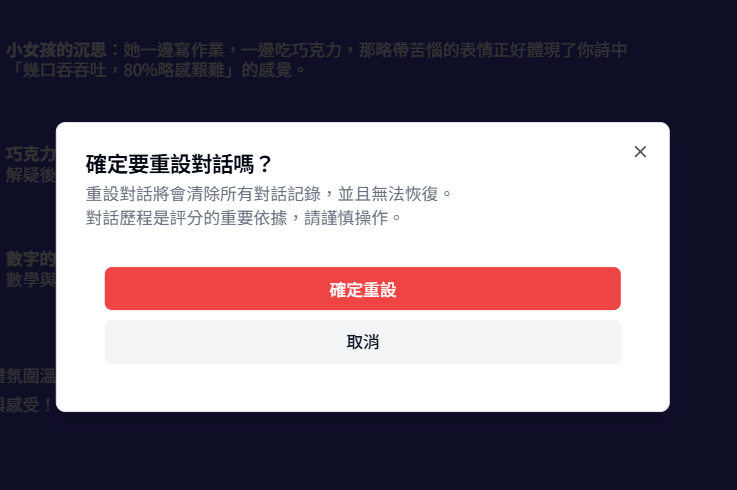 小女孩的沉思：她一邊寫作業，一邊吃巧克力，那略帶苦惱的表情正好體現了你詩中
「幾口吞吞吐，80%略感艱難」的感覺。
巧克力
解疑後
確定要重設對話嗎？
重設對話將會清除所有對話記錄，並且無法恢復。
對話歷程是評分的重要依據，請謹慎操作。
數字的
數學與
確定重設
取消
體氛圍溫
與感受！